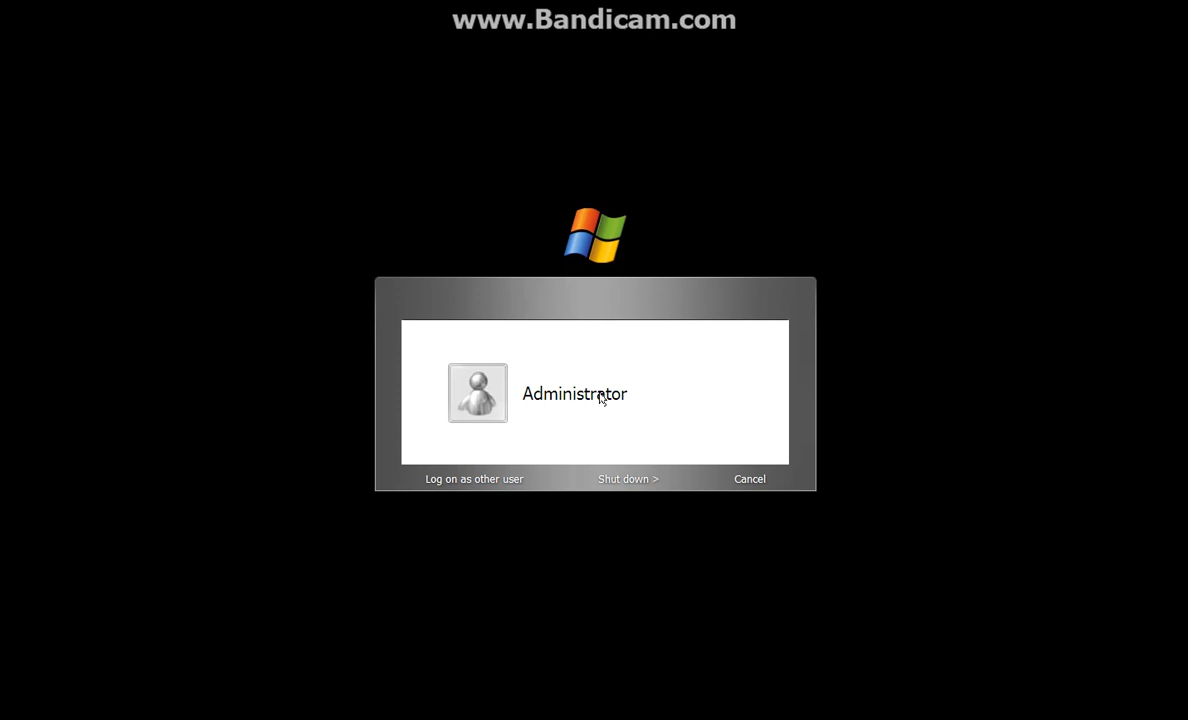 www.Bandicam.com
Administrator
Log on as other user
Shut down >
Cancel